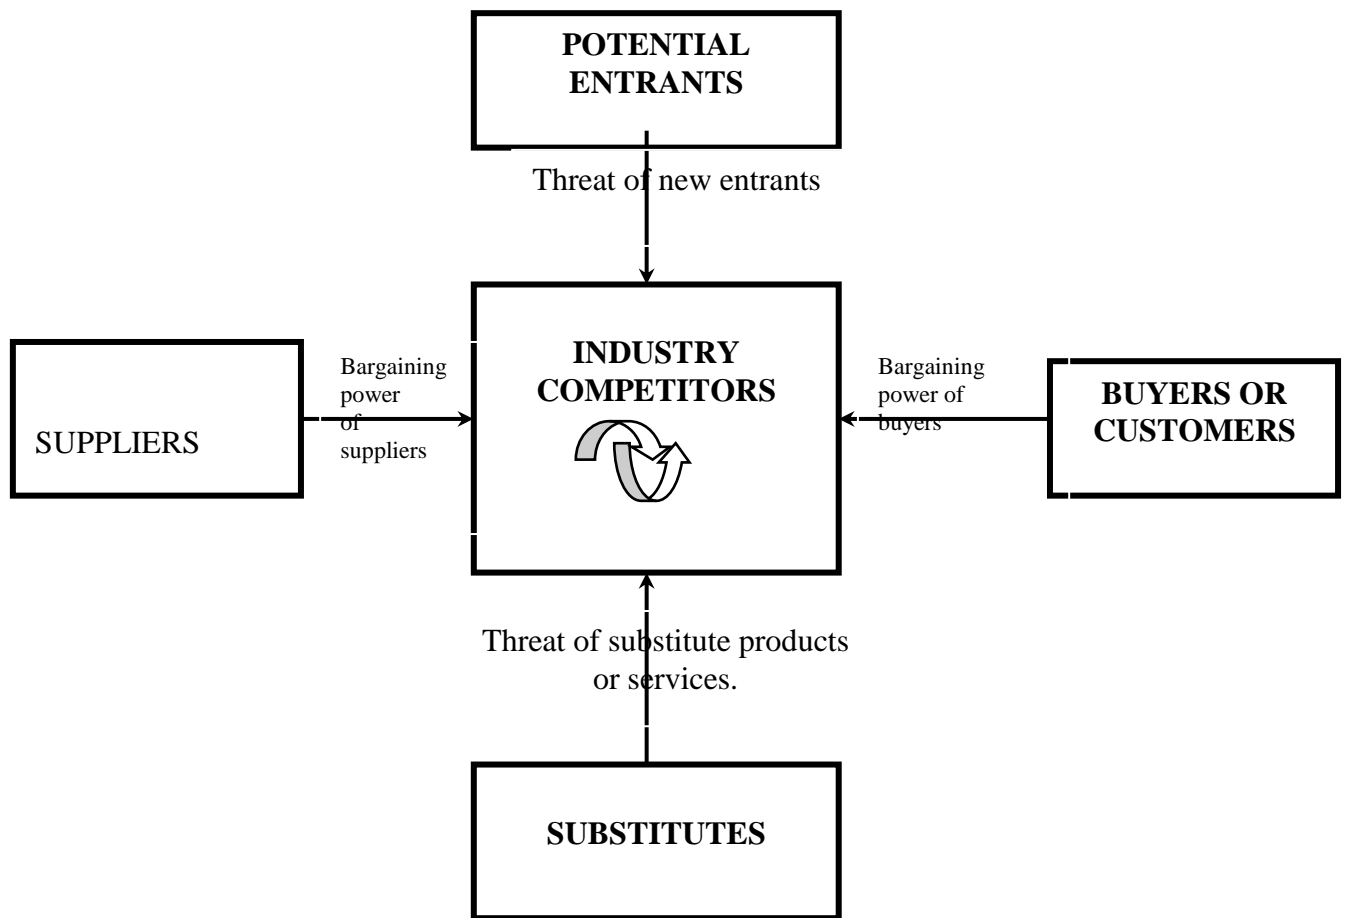 POTENTIAL
ENTRANTS
Threat of new entrants
INDUSTRY
COMPETITORS
Bargaining
power
of
suppliers
SUPPLIERS
Bargaining
power of
buyers
BUYERS OR
CUSTOMERS
Threat of substitute products
or services.
SUBSTITUTES